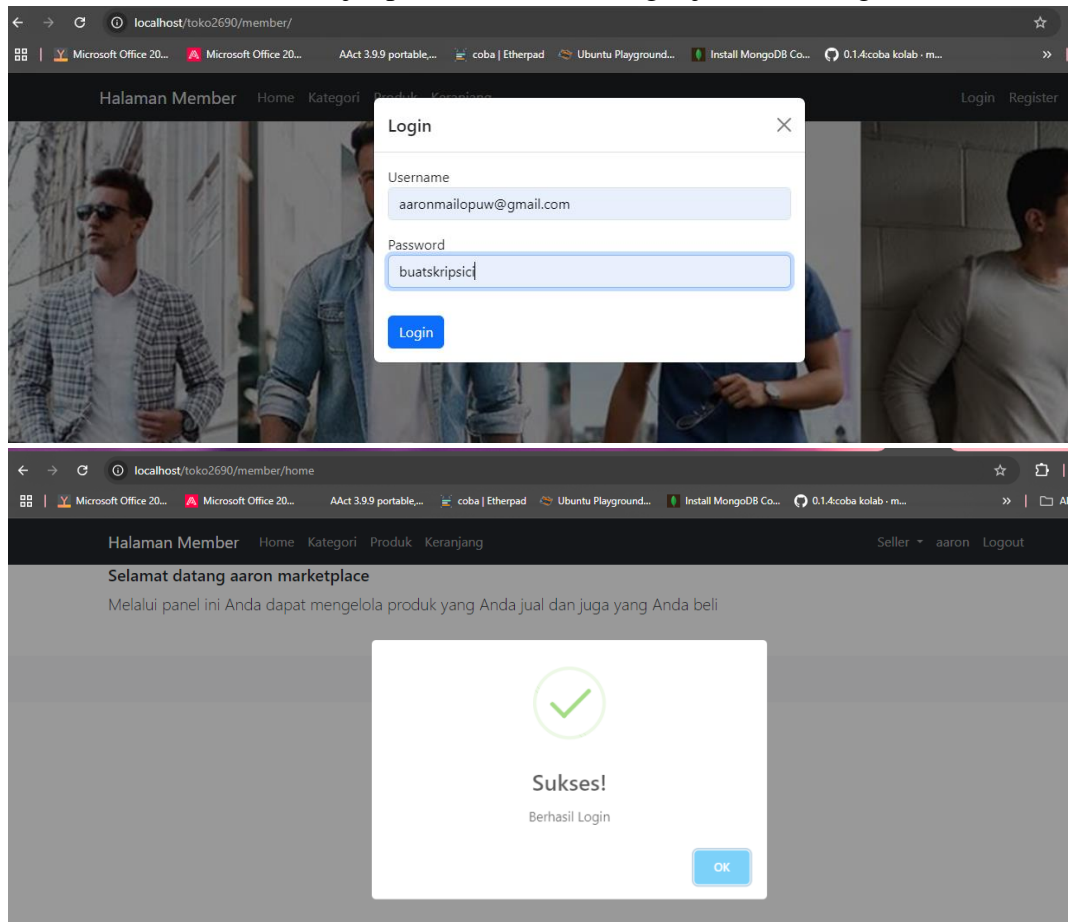 localhost/toko2690/member/
Microsoft Office 20... Microsoft Office 20... AAct 3.9.9 portable,... coba | Etherpad Ubuntu Playground... Install MongoDB Co... 0.1.4:coba kolab · m... »
Halaman Member Home Kategori Produk Keranjang Login Register
Login
Username
aaronmailopuw@gmail.com
Password
buatskripsici
Login
localhost/toko2690/member/home
Microsoft Office 20... Microsoft Office 20... AAct 3.9.9 portable,... coba | Etherpad Ubuntu Playground... Install MongoDB Co... 0.1.4:coba kolab · m... »
Halaman Member Home Kategori Produk Keranjang Seller aaron Logout
Selamat datang aaron marketplace
Melalui panel ini Anda dapat mengelola produk yang Anda jual dan juga yang Anda beli
Sukses!
Berhasil Login
OK